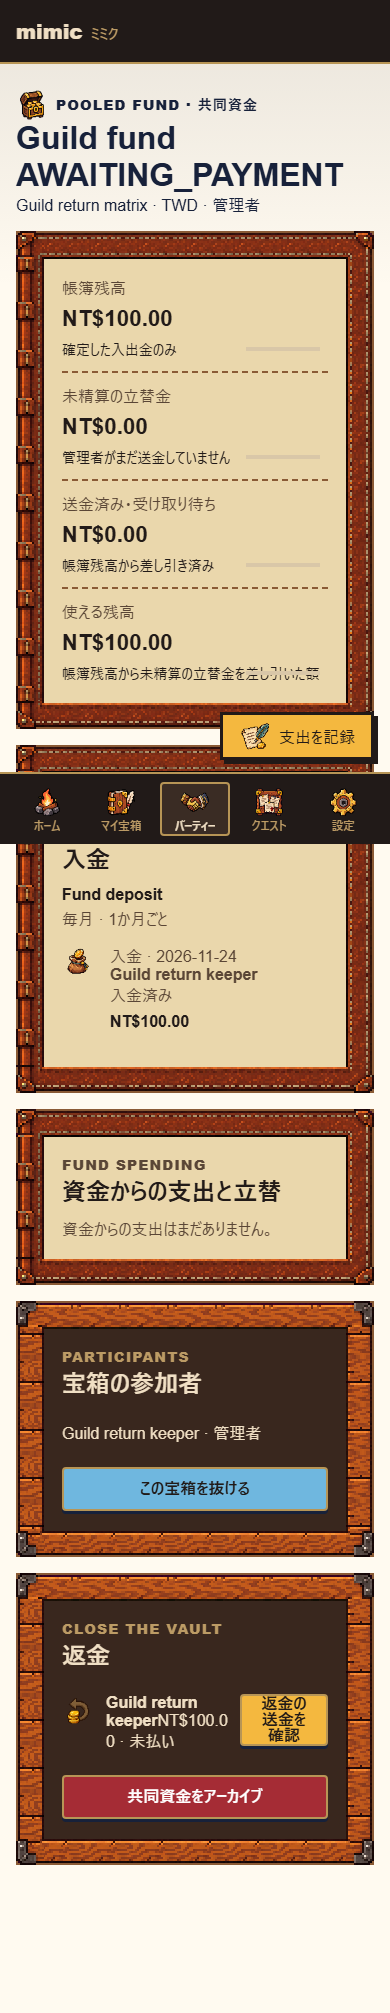 mimic ミミク
POOLED FUND · 共同資金
Guild fund
AWAITING_PAYMENT
Guild return matrix · TWD · 管理者
帳簿残高
NT$100.00
確定した入出金のみ
未精算の立替金
NT$0.00
管理者がまだ送金していません
送金済み・受け取り待ち
NT$0.00
帳簿残高から差し引き済み
使える残高
NT$100.00
帳簿残高から未精算の立替金を差し引いた額
支出を記録
ホーム
マイ宝箱
パーティー
クエスト
設定
入金
Fund deposit
毎月 · 1か月ごと
入金 · 2026-11-24
Guild return keeper
入金済み
NT$100.00
FUND SPENDING
資金からの支出と立替
資金からの支出はまだありません。
PARTICIPANTS
宝箱の参加者
Guild return keeper · 管理者
この宝箱を抜ける
CLOSE THE VAULT
返金
Guild return
keeperNT$100.0
0 · 未払い
返金の
送金を
確認
共同資金をアーカイブ